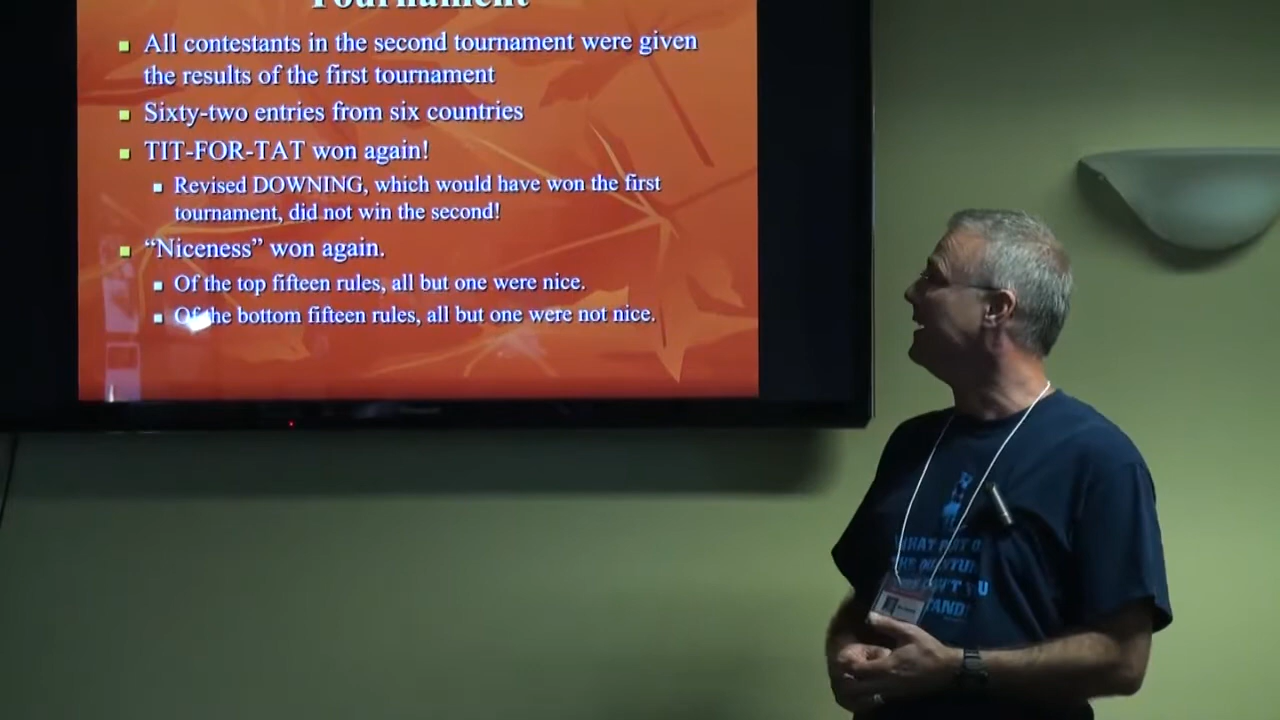 Tournament
All contestants in the second tournament were given
the results of the first tournament
Sixty-two entries from six countries
TIT-FOR-TAT won again!
Revised DOWNING, which would have won the first
tournament, did not win the second!
“Niceness” won again.
Of the top fifteen rules, all but one were nice.
Of the bottom fifteen rules, all but one were not nice.